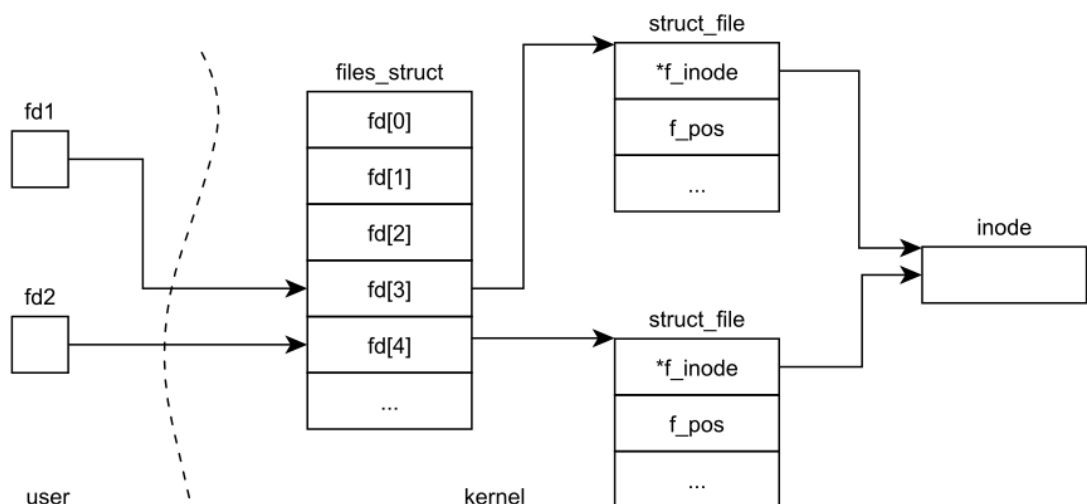 struct_file
*f_inode
f_pos
...
files_struct
fd[0]
fd[1]
fd[2]
fd[3]
fd[4]
...
fd1
fd2
inode
struct_file
*f_inode
f_pos
...
user
kernel